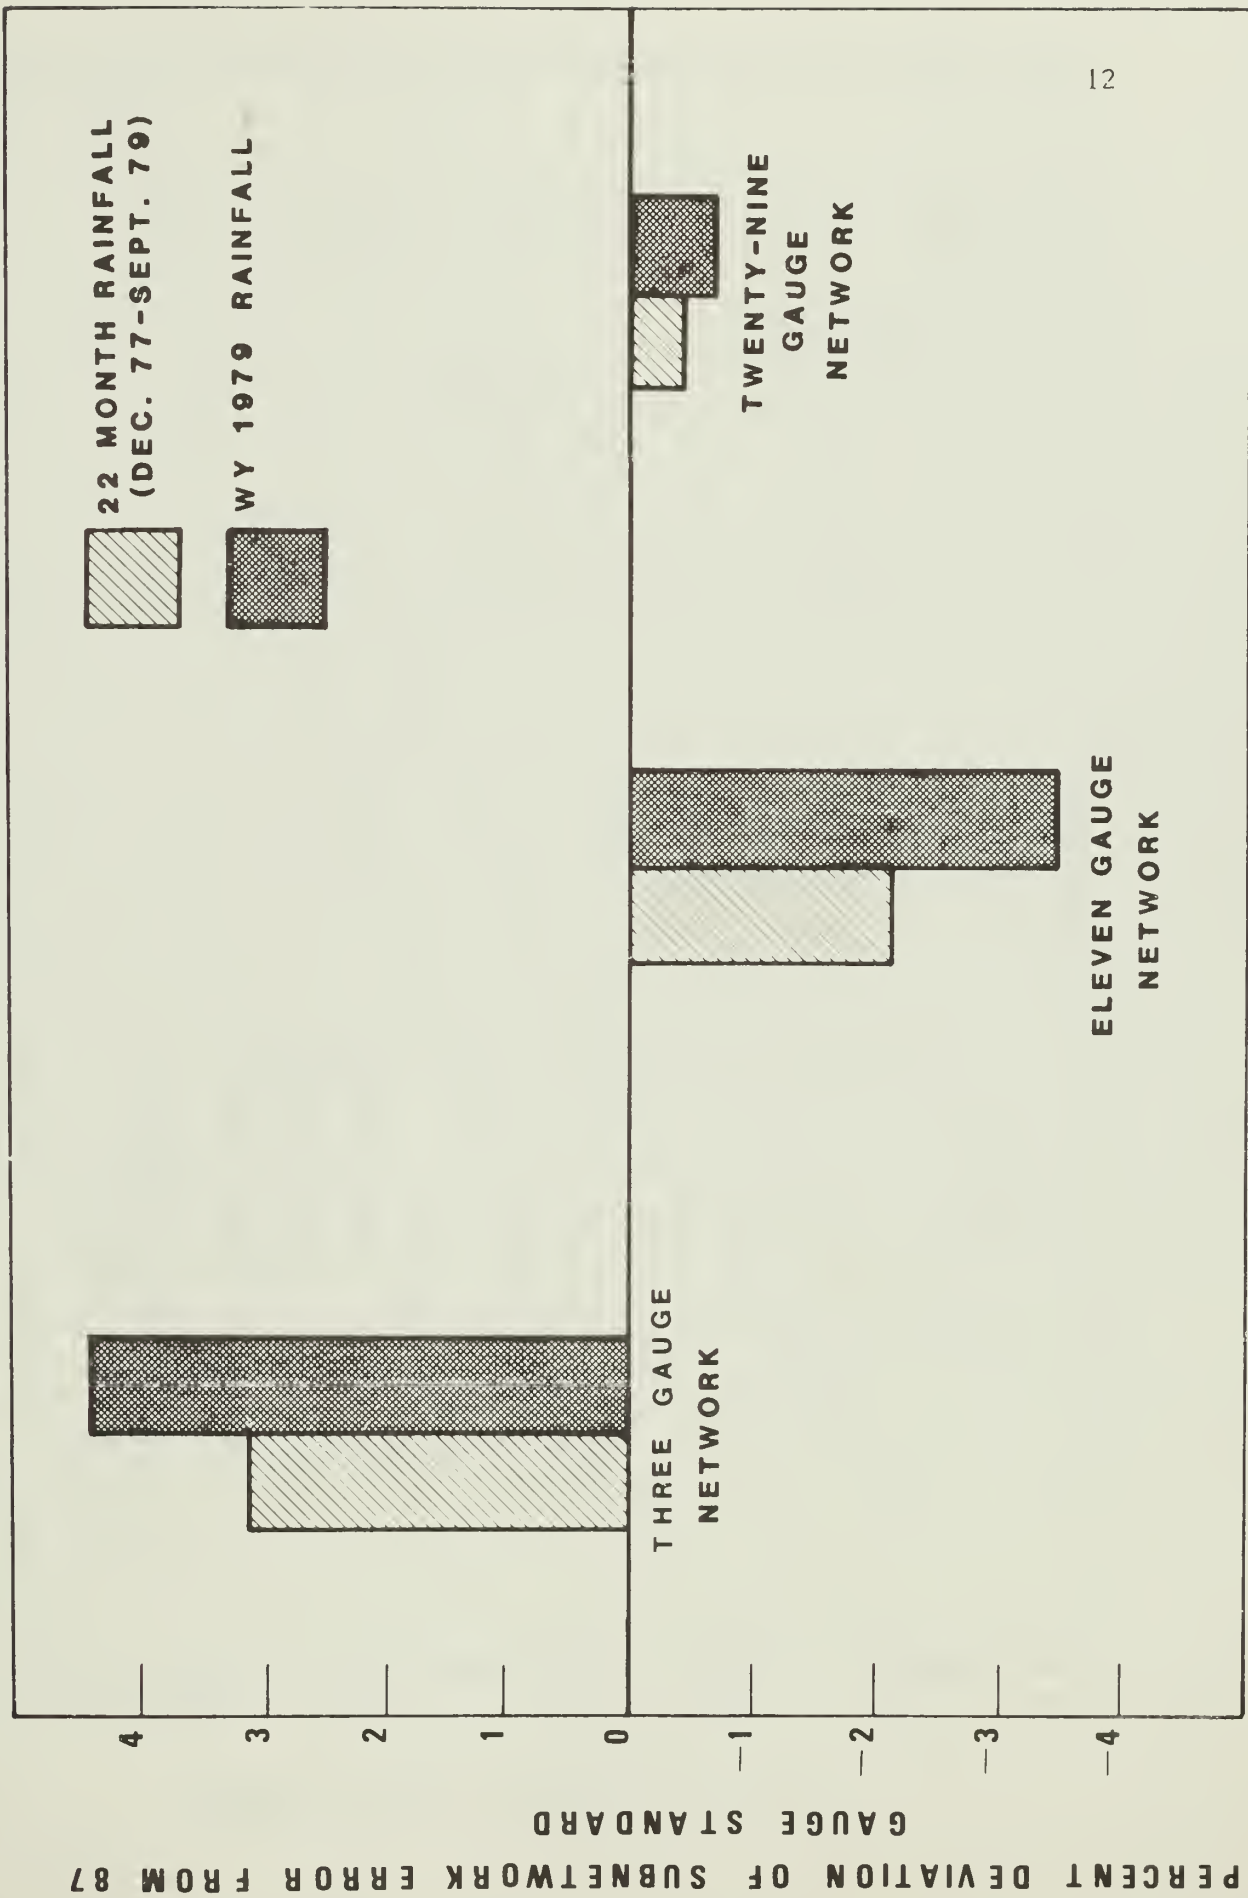 12
22 MONTH RAINFALL
(DEC. 77-SEPT. 79)
WY 1979 RAINFALL
PERCENT DEVIATION OF SUBNETWORK ERROR FROM 87
GAUGE STANDARD
4
3
2
1
0
-1
-2
-3
-4
THREE GAUGE
NETWORK
ELEVEN GAUGE
NETWORK
TWENTY-NINE
GAUGE
NETWORK